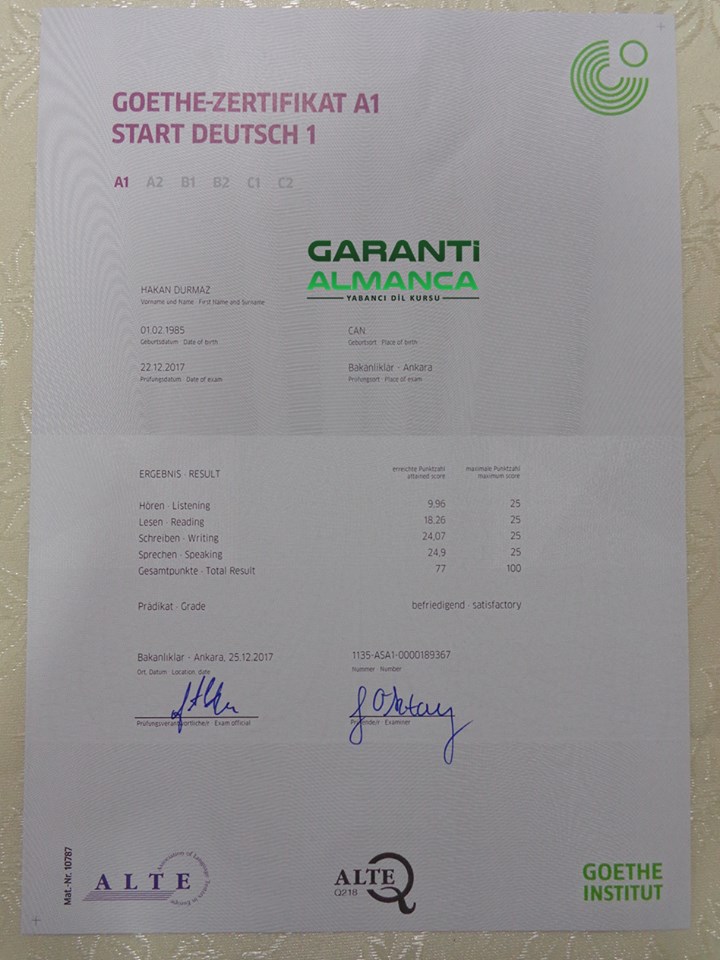 GOETHE-ZERTIFIKAT A1
START DEUTSCH 1
A1 A2 B1 B2 C1 C2
GARANTi
ALMANCA
YABANCI DİL KURSU
HAKAN DURMAZ
Vorname und Name · First Name and Surname
01.02.1985
Geburtsdatum · Date of birth
CAN
Geburtsort · Place of birth
22.12.2017
Prüfungsdatum · Date of exam
Bakanlıklar - Ankara
Prüfungsort · Place of exam
ERGEBNIS · RESULT
erreichte Punktzahl
attained score
maximale Punktzahl
maximum score
Hören · Listening 9,96 25
Lesen · Reading 18,26 25
Schreiben · Writing 24,07 25
Sprechen · Speaking 24,9 25
Gesamtpunkte · Total Result 77 100
Prädikat · Grade befriedigend · satisfactory
Bakanlıklar - Ankara, 25.12.2017
Ort, Datum · Location, date
1135-ASA1-0000189367
Nummer · Number
Prüfungsverantwortliche/r · Exam official
Prüfende/r · Examiner
Mat.-Nr. 10787
ALTE
Association of Language Testers in Europe
ALTE
Q218
GOETHE
INSTITUT